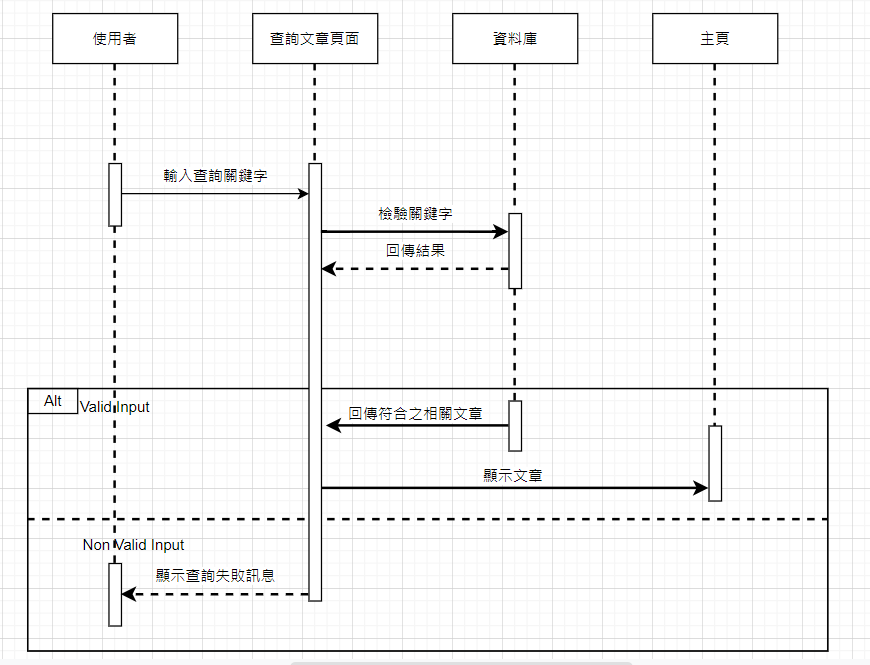 使用者
查詢文章頁面
資料庫
主頁
輸入查詢關鍵字
檢驗關鍵字
回傳結果
Alt
Valid Input
回傳符合之相關文章
顯示文章
Non Valid Input
顯示查詢失敗訊息